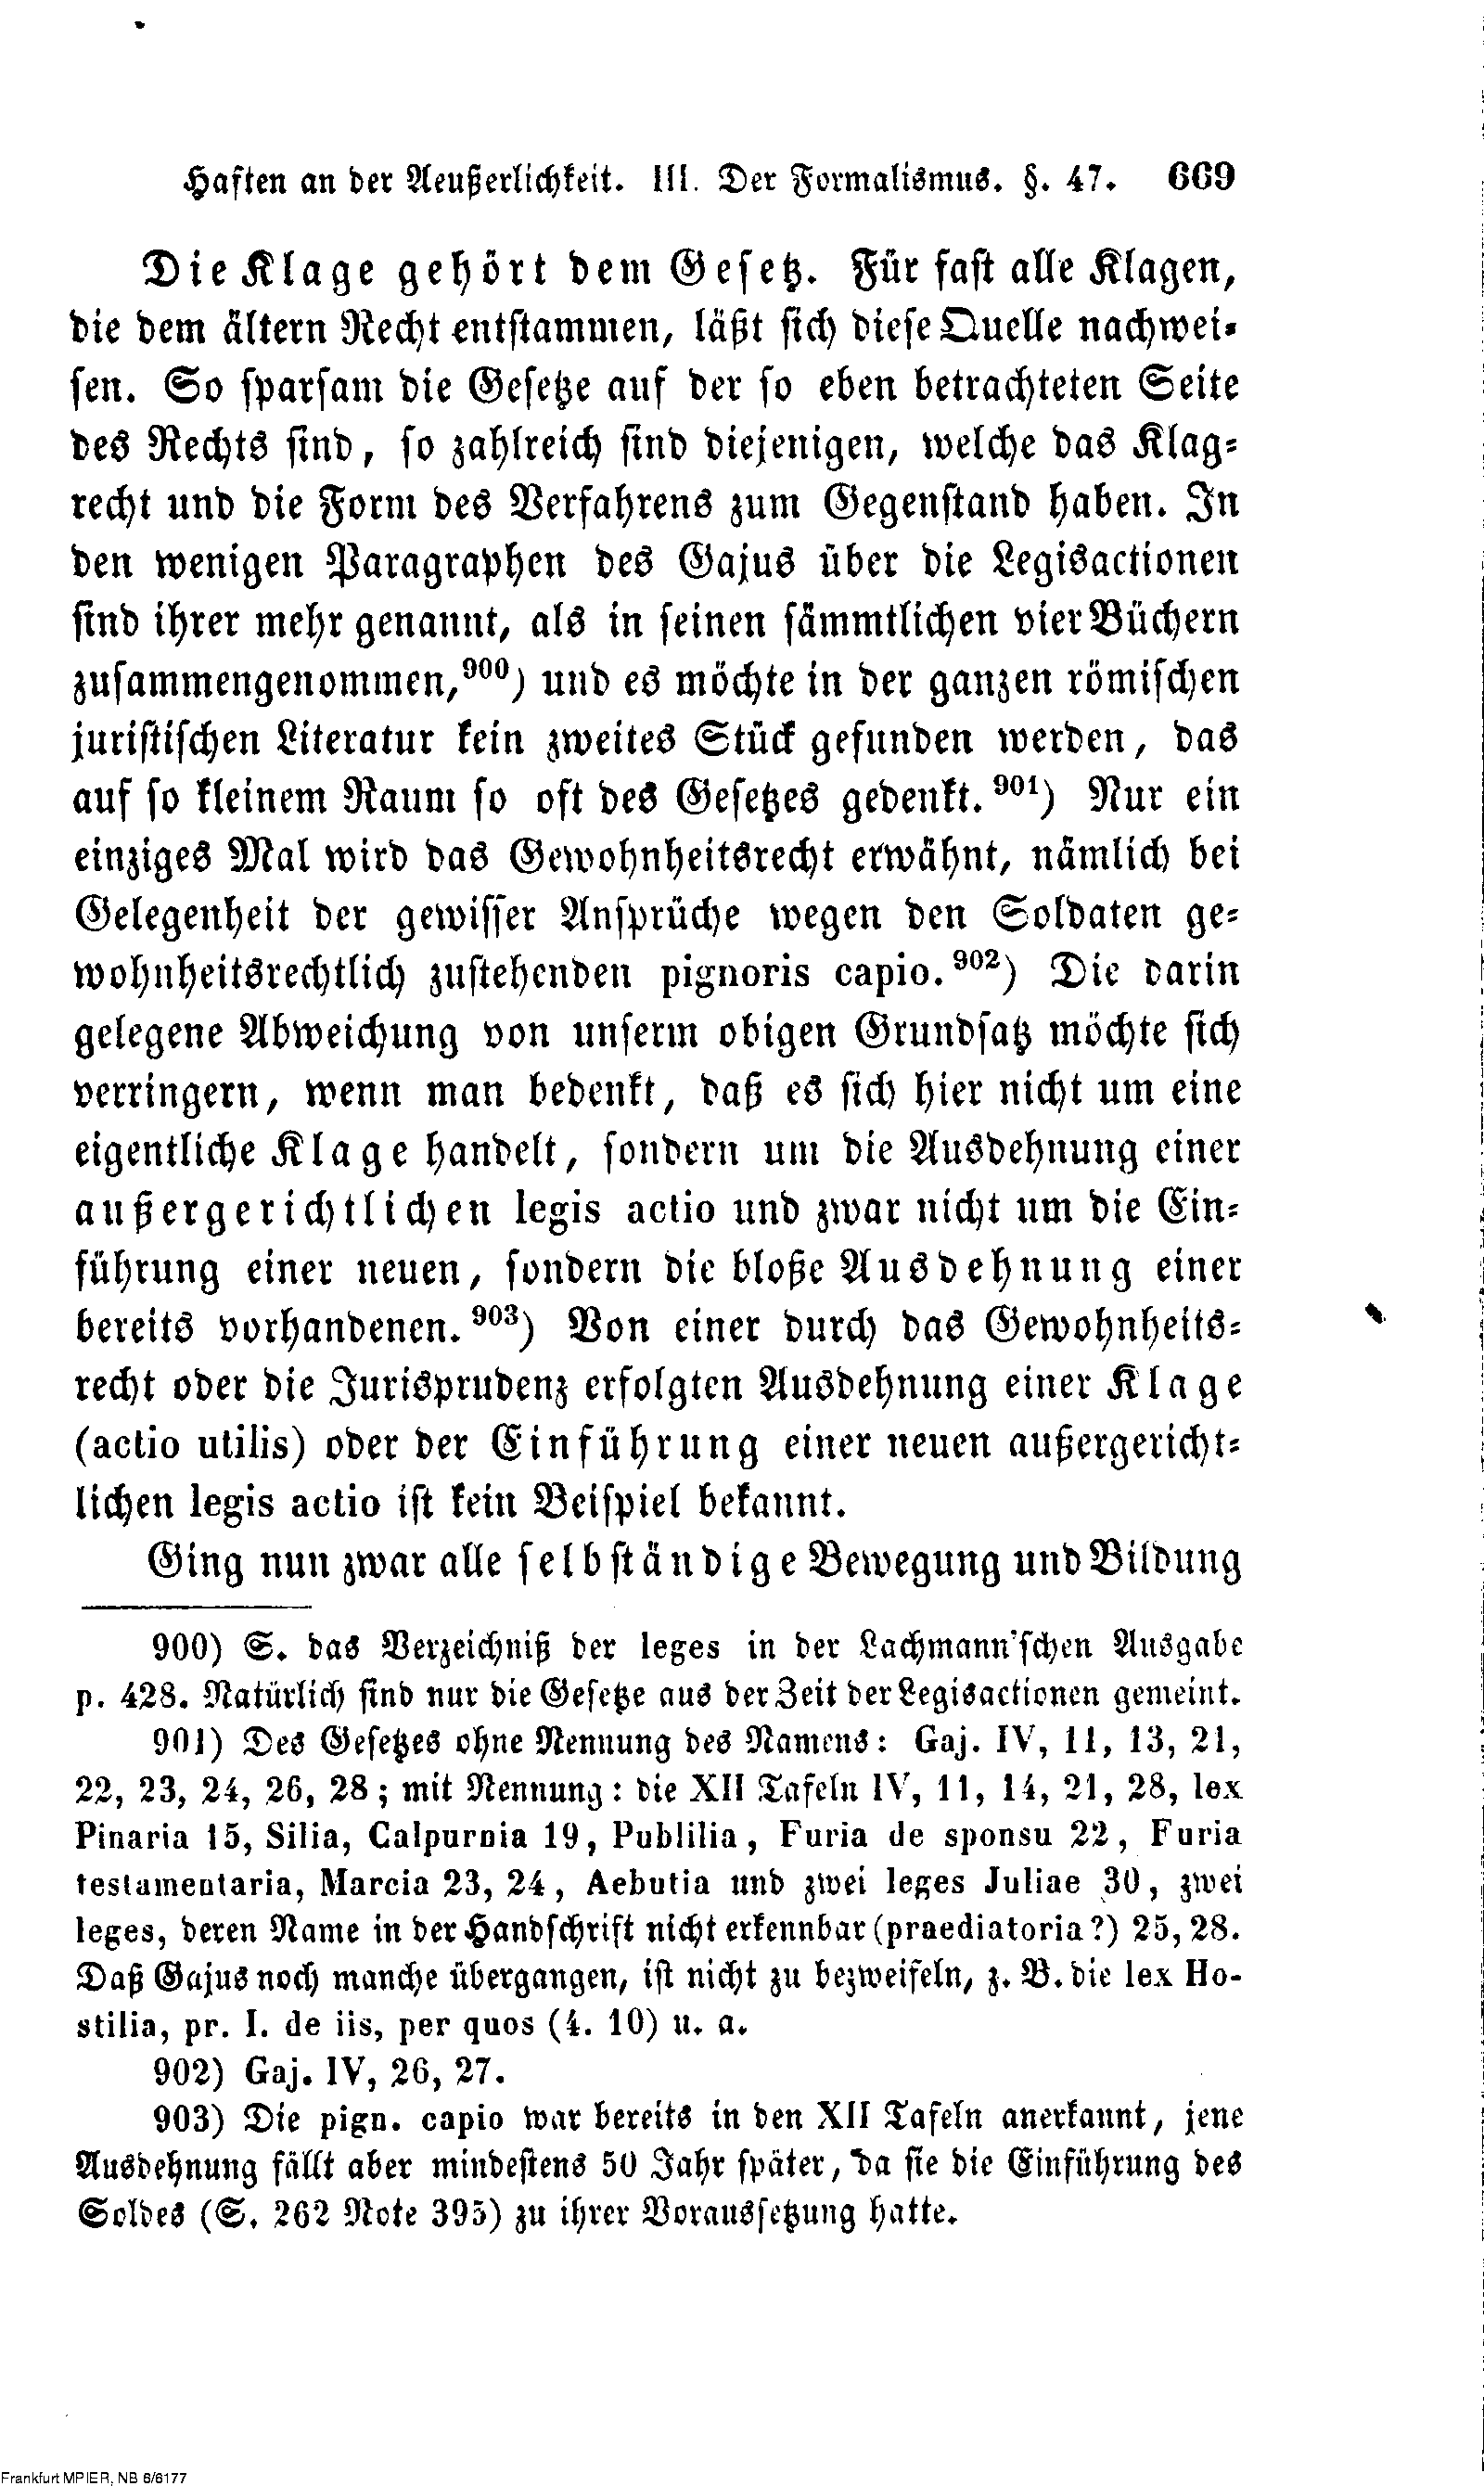 Haften an der Aeußerlichkeit. III. Der Formalismus. §. 47. 669
Die Klage gehört dem Gesetz. Für fast alle Klagen,
die dem ältern Recht entstammen, läßt sich diese Quelle nachwei-
sen. So sparsam die Gesetze auf der so eben betrachteten Seite
des Rechts sind, so zahlreich sind diejenigen, welche das Klag-
recht und die Form des Verfahrens zum Gegenstand haben. In
den wenigen Paragraphen des Gajus über die Legisactionen
sind ihrer mehr genannt, als in seinen sämmtlichen vier Büchern
zusammengenommen,⁹⁰⁰) und es möchte in der ganzen römischen
juristischen Literatur kein zweites Stück gefunden werden, das
auf so kleinem Raum so oft des Gesetzes gedenkt.⁹⁰¹) Nur ein
einziges Mal wird das Gewohnheitsrecht erwähnt, nämlich bei
Gelegenheit der gewisser Ansprüche wegen den Soldaten ge-
wohnheitsrechtlich zustehenden pignoris capio.⁹⁰²) Die darin
gelegene Abweichung von unserm obigen Grundsatz möchte sich
verringern, wenn man bedenkt, daß es sich hier nicht um eine
eigentliche Klage handelt, sondern um die Ausdehnung einer
außergerichtlichen legis actio und zwar nicht um die Ein-
führung einer neuen, sondern die bloße Ausdehnung einer
bereits vorhandenen.⁹⁰³) Von einer durch das Gewohnheits-
recht oder die Jurisprudenz erfolgten Ausdehnung einer Klage
(actio utilis) oder der Einführung einer neuen außergericht-
lichen legis actio ist kein Beispiel bekannt.
Ging nun zwar alle selbständige Bewegung und Bildung
900) S. das Verzeichniß der leges in der Lachmann'schen Ausgabe
p. 428. Natürlich sind nur die Gesetze aus der Zeit der Legisactionen gemeint.
901) Des Gesetzes ohne Nennung des Namens: Gaj. IV, 11, 13, 21,
22, 23, 24, 26, 28; mit Nennung: die XII Tafeln IV, 11, 14, 21, 28, lex
Pinaria 15, Silia, Calpurnia 19, Publilia, Furia de sponsu 22, Furia
testamentaria, Marcia 23, 24, Aebutia und zwei leges Juliae 30, zwei
leges, deren Name in der Handschrift nicht erkennbar (praediatoria?) 25, 28.
Daß Gajus noch manche übergangen, ist nicht zu bezweifeln, z. B. die lex Ho-
stilia, pr. I. de iis, per quos (4. 10) u. a.
902) Gaj. IV, 26, 27.
903) Die pign. capio war bereits in den XII Tafeln anerkannt, jene
Ausdehnung fällt aber mindestens 50 Jahr später, da sie die Einführung des
Soldes (S. 262 Note 395) zu ihrer Voraussetzung hatte.
Frankfurt MPIER, NB 6/6177